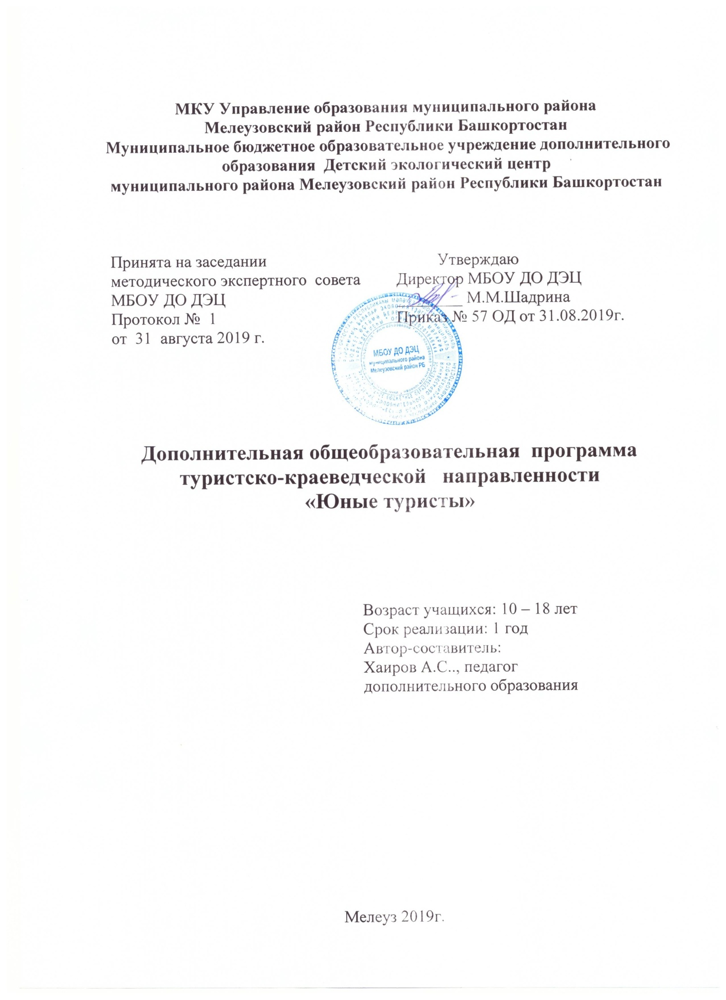 МКУ Управление образования муниципального района
Мелеузовский район Республики Башкортостан
Муниципальное бюджетное образовательное учреждение дополнительного
образования Детский экологический центр
муниципального района Мелеузовский район Республики Башкортостан
Принята на заседании
методического экспертного совета
МБОУ ДО ДЭЦ
Протокол № 1
от 31 августа 2019 г.
Утверждаю
Директор МБОУ ДО ДЭЦ
________ М.М.Шадрина
Приказ № 57 ОД от 31.08.2019г.
МБОУ ДО ДЭЦ
муниципального района
Мелеузовский район РБ
Дополнительная общеобразовательная программа
туристско-краеведческой направленности
«Юные туристы»
Возраст учащихся: 10 – 18 лет
Срок реализации: 1 год
Автор-составитель:
Хаиров А.С.., педагог
дополнительного образования
Мелеуз 2019г.